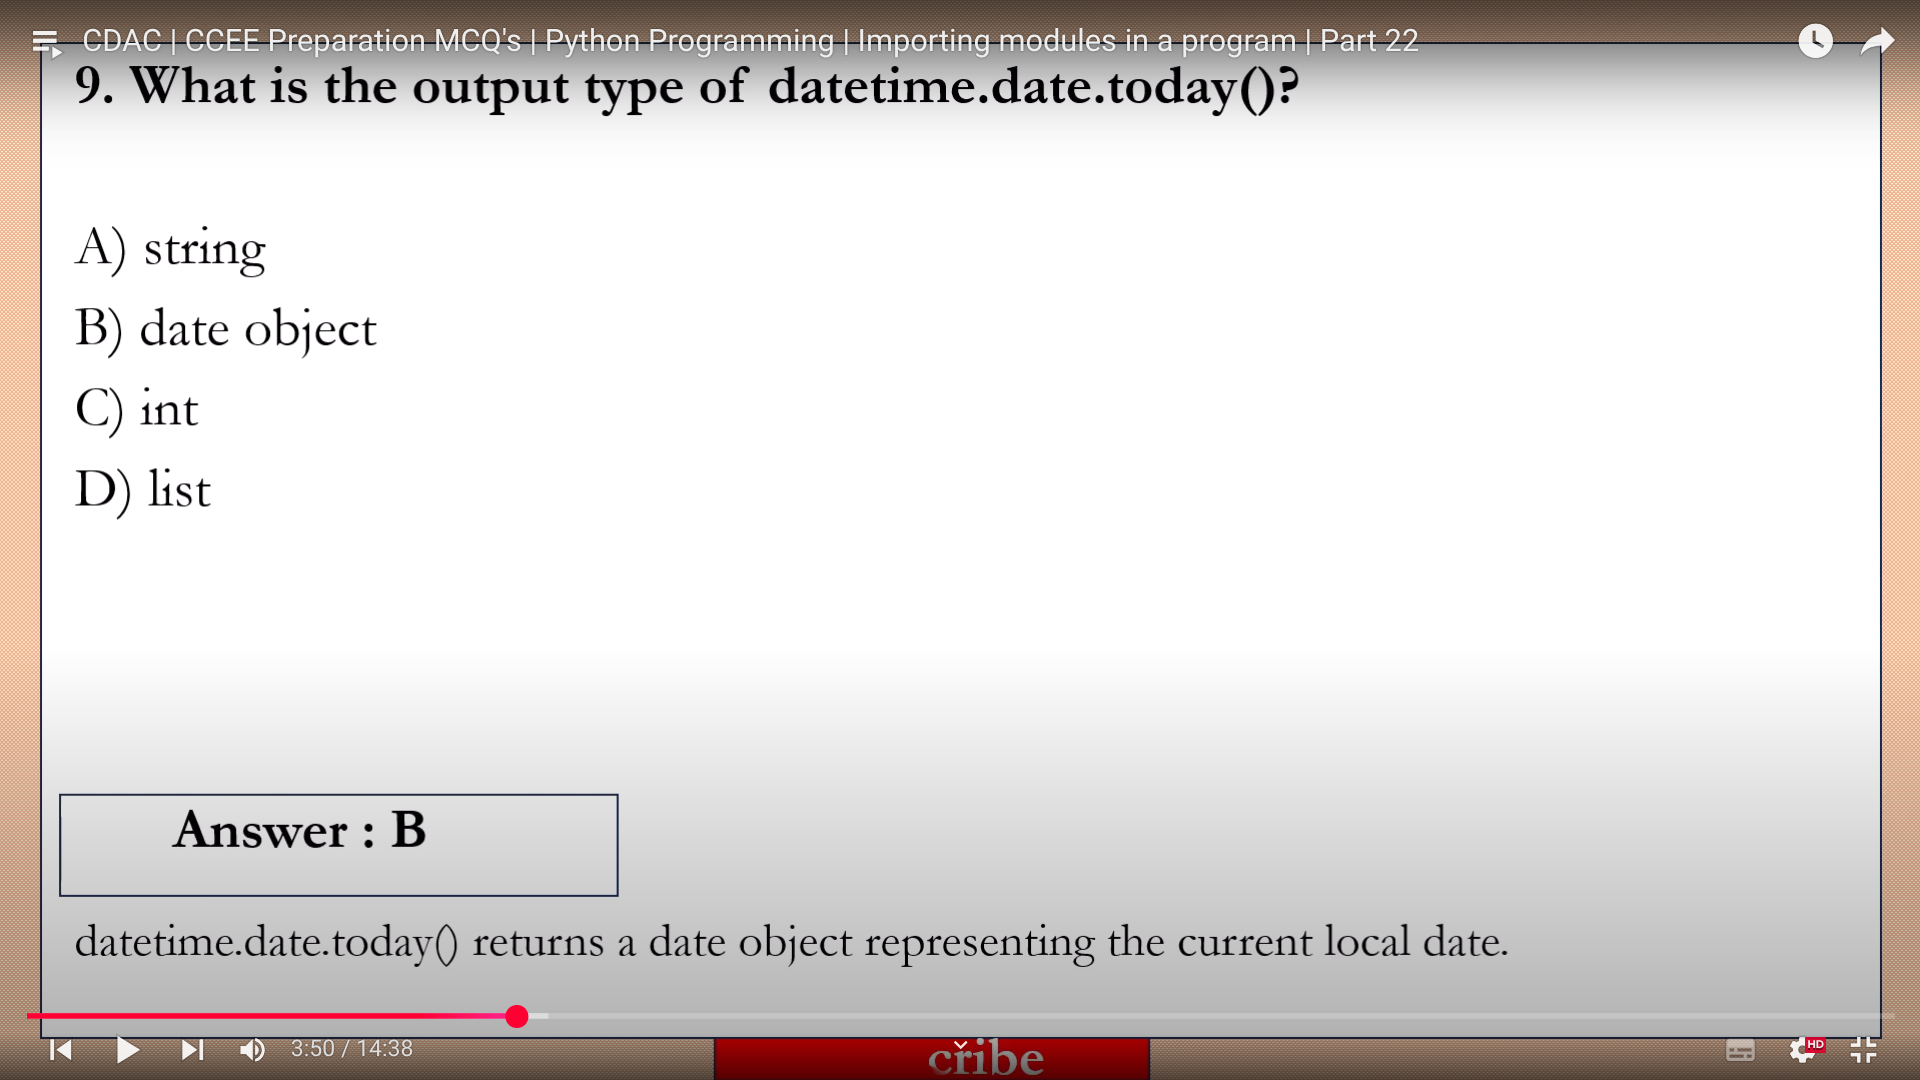 CDAC | CCEE Preparation MCQ's | Python Programming | Importing modules in a program | Part 22
9. What is the output type of datetime.date.today()?
A) string
B) date object
C) int
D) list
Answer : B
datetime.date.today() returns a date object representing the current local date.
3:50 / 14:38
HD
cribe